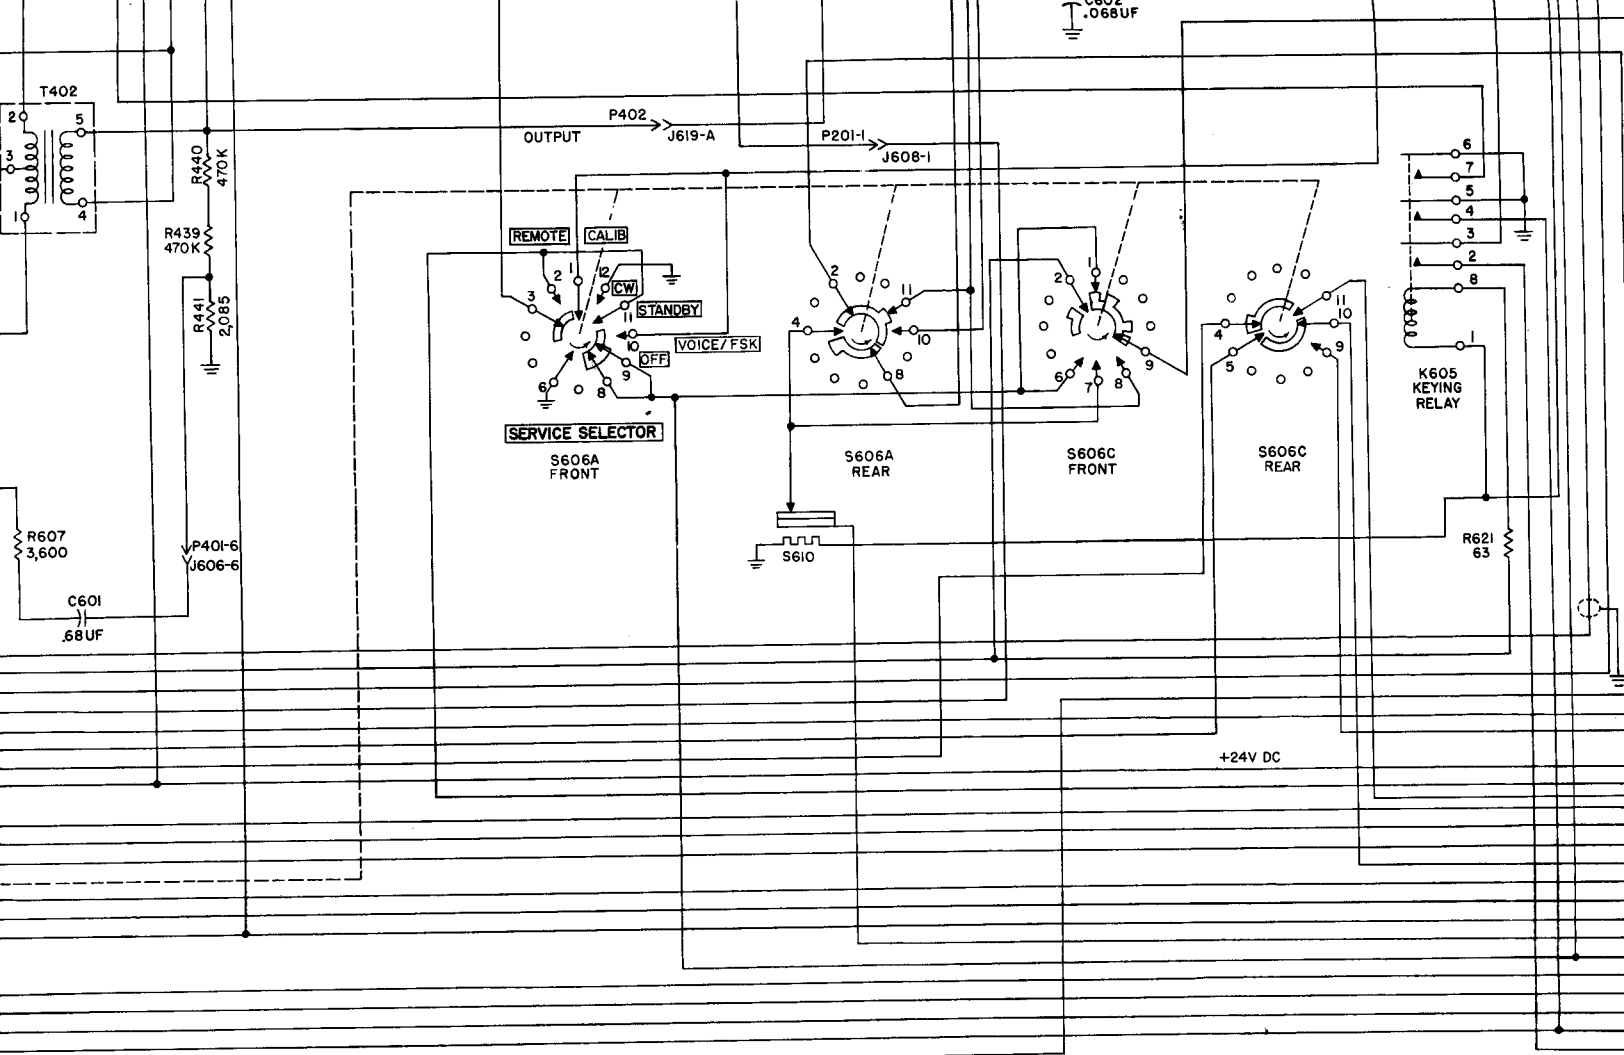 C602
.068UF
T402
2
5
3
1
4
R440
470K
R439
470K
R441
2,085
OUTPUT
P402
J619-A
P201-1
J608-1
REMOTE
CALIB
2
1
12
CW
3
STANDBY
11
10
VOICE/FSK
OFF
9
6
8
SERVICE SELECTOR
S606A
FRONT
2
11
4
10
8
S606A
REAR
1
2
6
7
8
9
S606C
FRONT
4
5
11
10
9
S606C
REAR
6
7
5
4
3
2
8
1
K605
KEYING
RELAY
R607
3,600
P401-6
J606-6
C601
.68UF
S610
R621
63
+24V DC